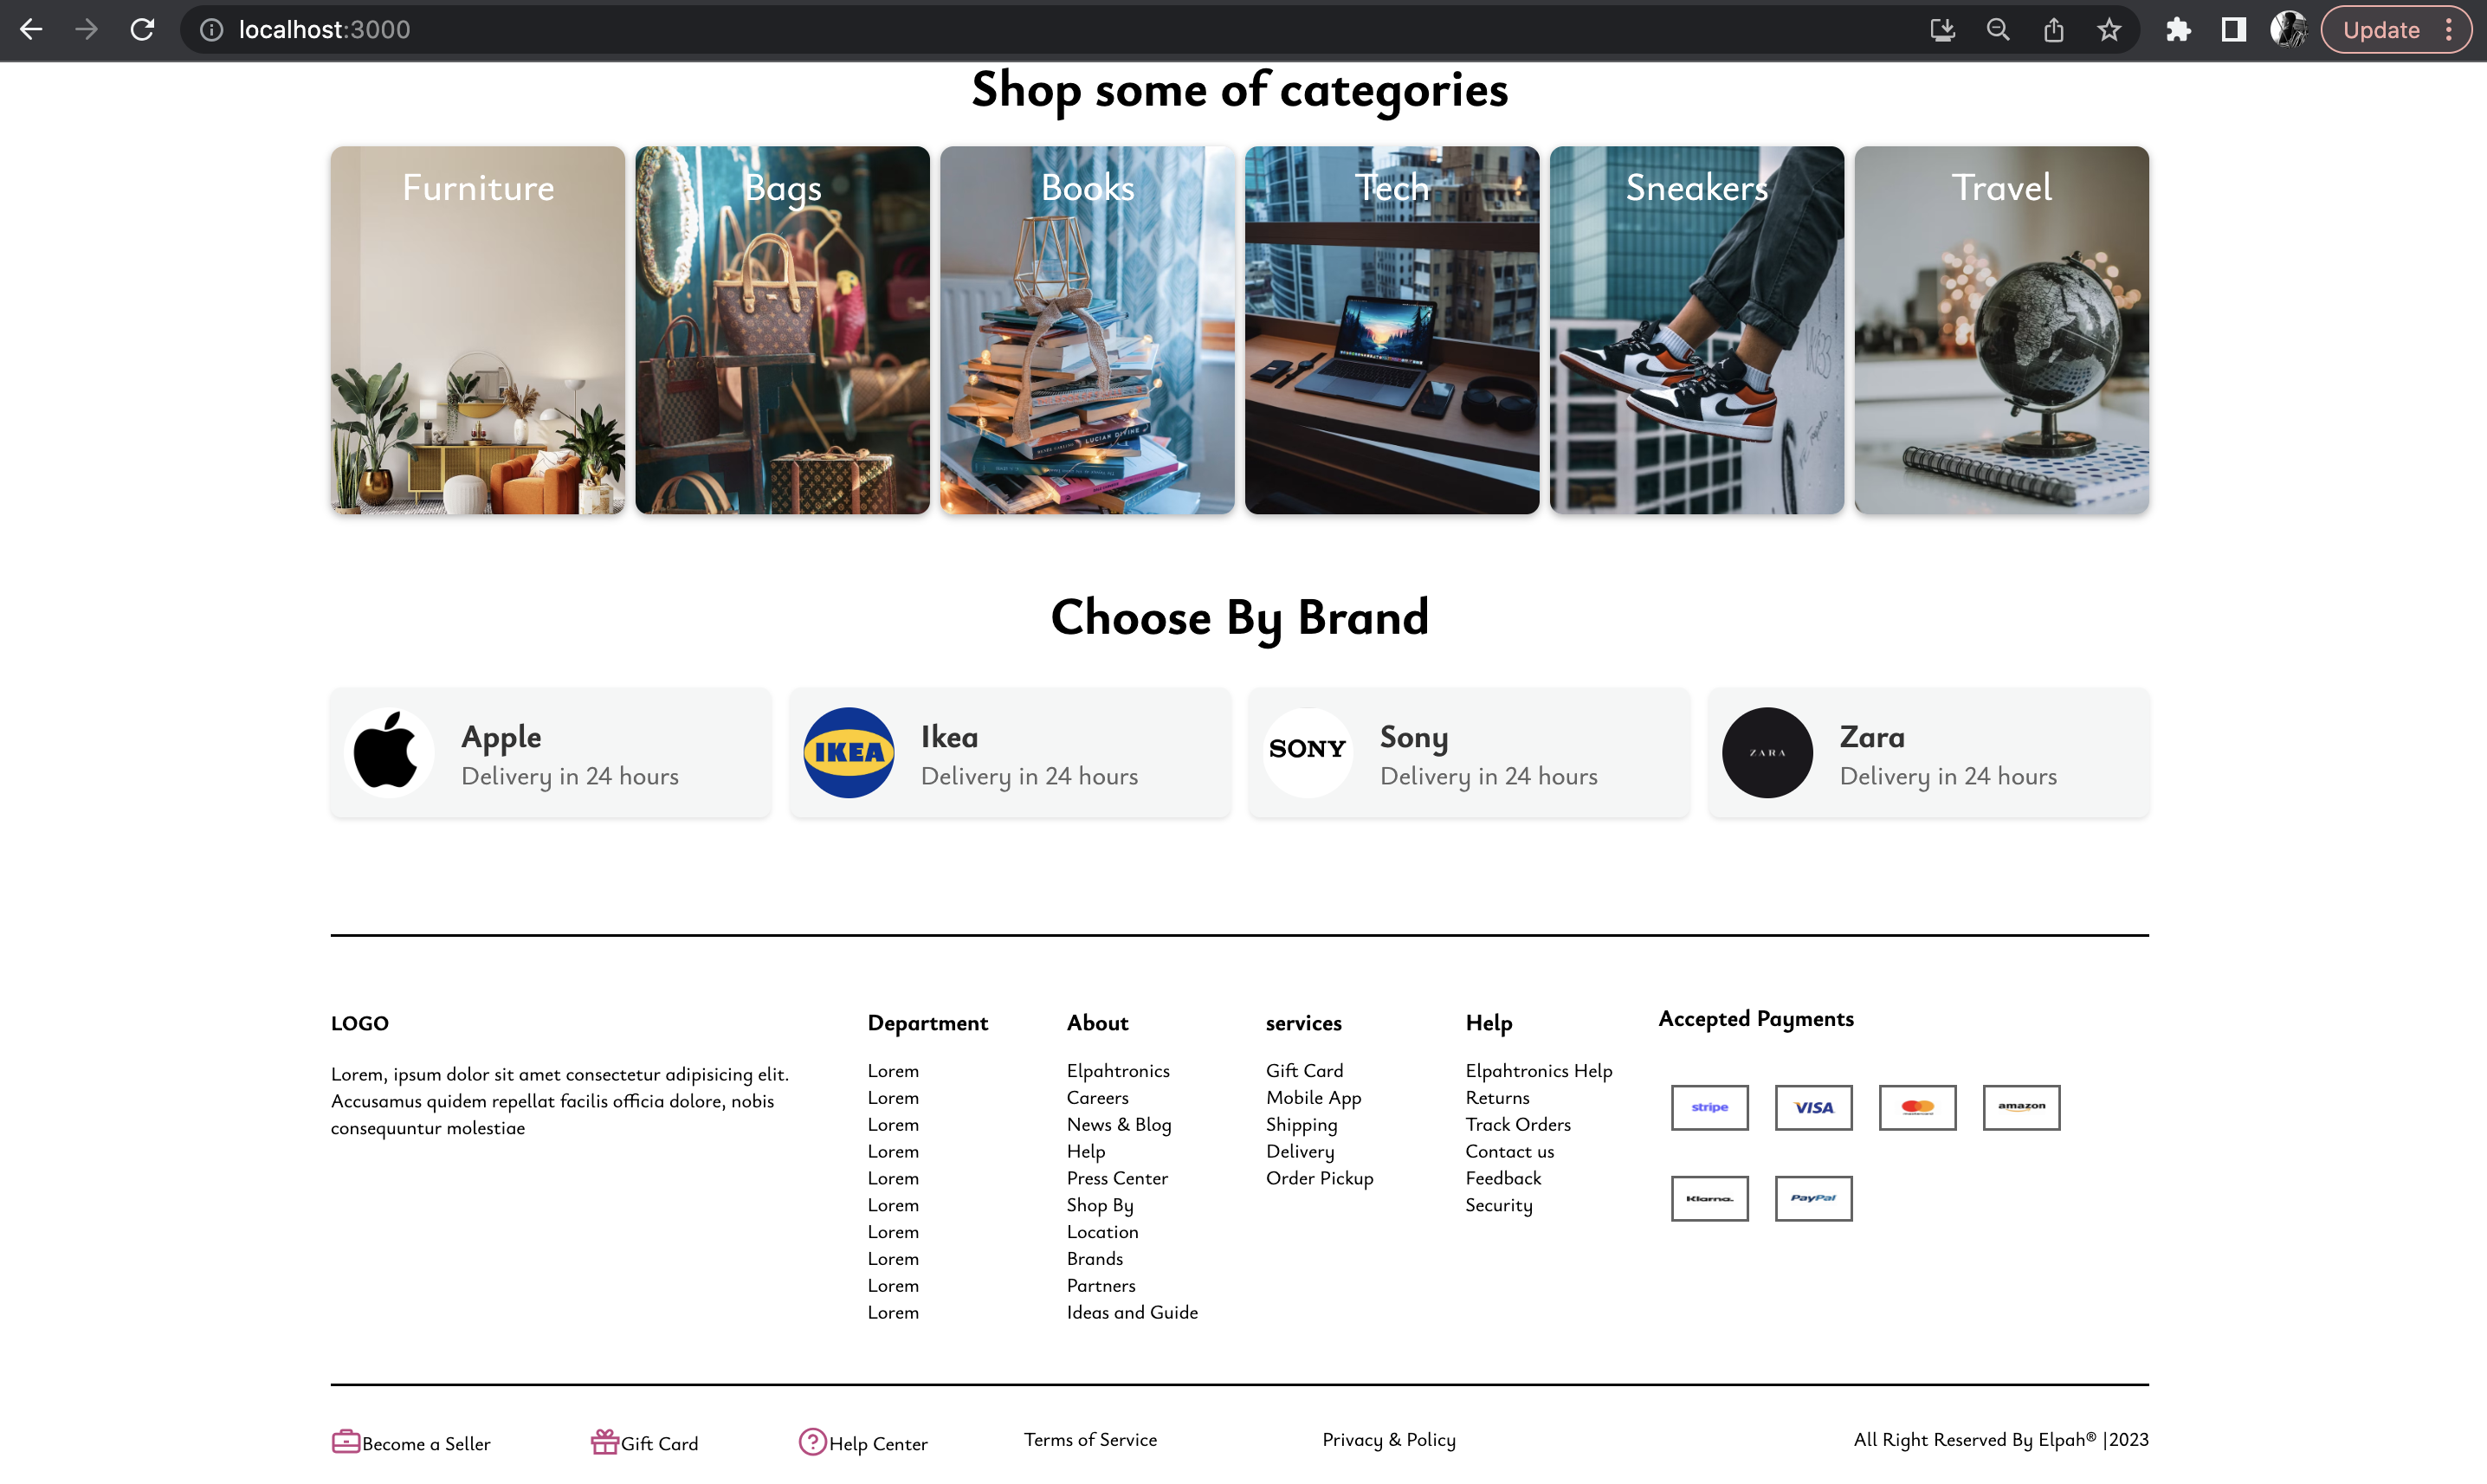 localhost:3000
Update
Shop some of categories
Furniture
Bags
Books
Tech
Sneakers
Travel
LUCIAN DIVINE
Choose By Brand
Apple
Delivery in 24 hours
IKEA
Ikea
Delivery in 24 hours
SONY
Sony
Delivery in 24 hours
ZARA
Zara
Delivery in 24 hours
LOGO
Lorem, ipsum dolor sit amet consectetur adipisicing elit.
Accusamus quidem repellat facilis officia dolore, nobis
consequuntur molestiae
Department
Lorem
Lorem
Lorem
Lorem
Lorem
Lorem
Lorem
Lorem
Lorem
Lorem
About
Elpahtronics
Careers
News & Blog
Help
Press Center
Shop By
Location
Brands
Partners
Ideas and Guide
services
Gift Card
Mobile App
Shipping
Delivery
Order Pickup
Help
Elpahtronics Help
Returns
Track Orders
Contact us
Feedback
Security
Accepted Payments
stripe
VISA
amazon
Klarna.
PayPal
Become a Seller
Gift Card
Help Center
Terms of Service
Privacy & Policy
All Right Reserved By Elpah® |2023